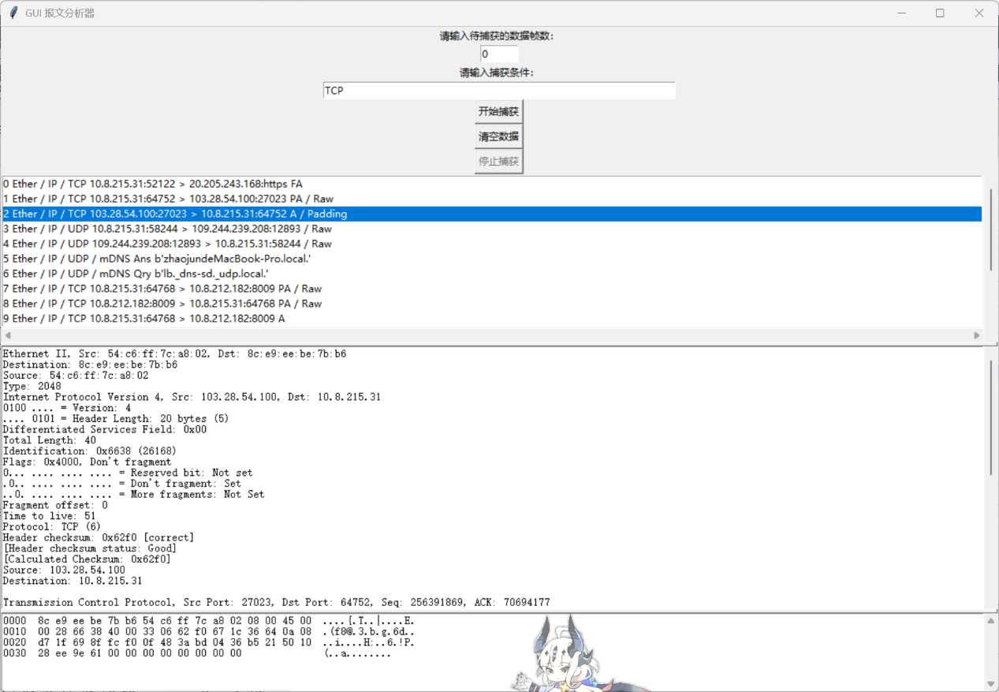 GUI 报文分析器
请输入待捕获的数据帧数:
0
请输入捕获条件:
TCP
开始捕获
清空数据
停止捕获
0 Ether / IP / TCP 10.8.215.31:52122 > 20.205.243.168:https FA
1 Ether / IP / TCP 10.8.215.31:64752 > 103.28.54.100:27023 PA / Raw
2 Ether / IP / TCP 103.28.54.100:27023 > 10.8.215.31:64752 A / Padding
3 Ether / IP / UDP 10.8.215.31:58244 > 109.244.239.208:12893 / Raw
4 Ether / IP / UDP 109.244.239.208:12893 > 10.8.215.31:58244 / Raw
5 Ether / IP / UDP / mDNS Ans b'zhaojundeMacBook-Pro.local.'
6 Ether / IP / UDP / mDNS Qry b'lb._dns-sd._udp.local.'
7 Ether / IP / TCP 10.8.215.31:64768 > 10.8.212.182:8009 PA / Raw
8 Ether / IP / TCP 10.8.212.182:8009 > 10.8.215.31:64768 PA / Raw
9 Ether / IP / TCP 10.8.215.31:64768 > 10.8.212.182:8009 A
Ethernet II, Src: 54:c6:ff:7c:a8:02, Dst: 8c:e9:ee:be:7b:b6
Destination: 8c:e9:ee:be:7b:b6
Source: 54:c6:ff:7c:a8:02
Type: 2048
Internet Protocol Version 4, Src: 103.28.54.100, Dst: 10.8.215.31
0100 .... = Version: 4
.... 0101 = Header Length: 20 bytes (5)
Differentiated Services Field: 0x00
Total Length: 40
Identification: 0x6638 (26168)
Flags: 0x4000, Don't fragment
0... .... .... .... = Reserved bit: Not set
.0.. .... .... .... = Don't fragment: Set
..0. .... .... .... = More fragments: Not Set
Fragment offset: 0
Time to live: 51
Protocol: TCP (6)
Header checksum: 0x62f0 [correct]
[Header checksum status: Good]
[Calculated Checksum: 0x62f0]
Source: 103.28.54.100
Destination: 10.8.215.31
Transmission Control Protocol, Src Port: 27023, Dst Port: 64752, Seq: 256391869, ACK: 70694177
0000 8c e9 ee be 7b b6 54 c6 ff 7c a8 02 08 00 45 00 ....{.T..|....E.
0010 00 28 66 38 40 00 33 06 62 f0 67 1c 36 64 0a 08 .(f8@.3.b.g.6d..
0020 d7 1f 69 8f fc f0 0f 48 3a bd 04 36 b5 21 50 10 ..i....H:..6.!P.
0030 28 ee 9e 61 00 00 00 00 00 00 00 00 (..a........